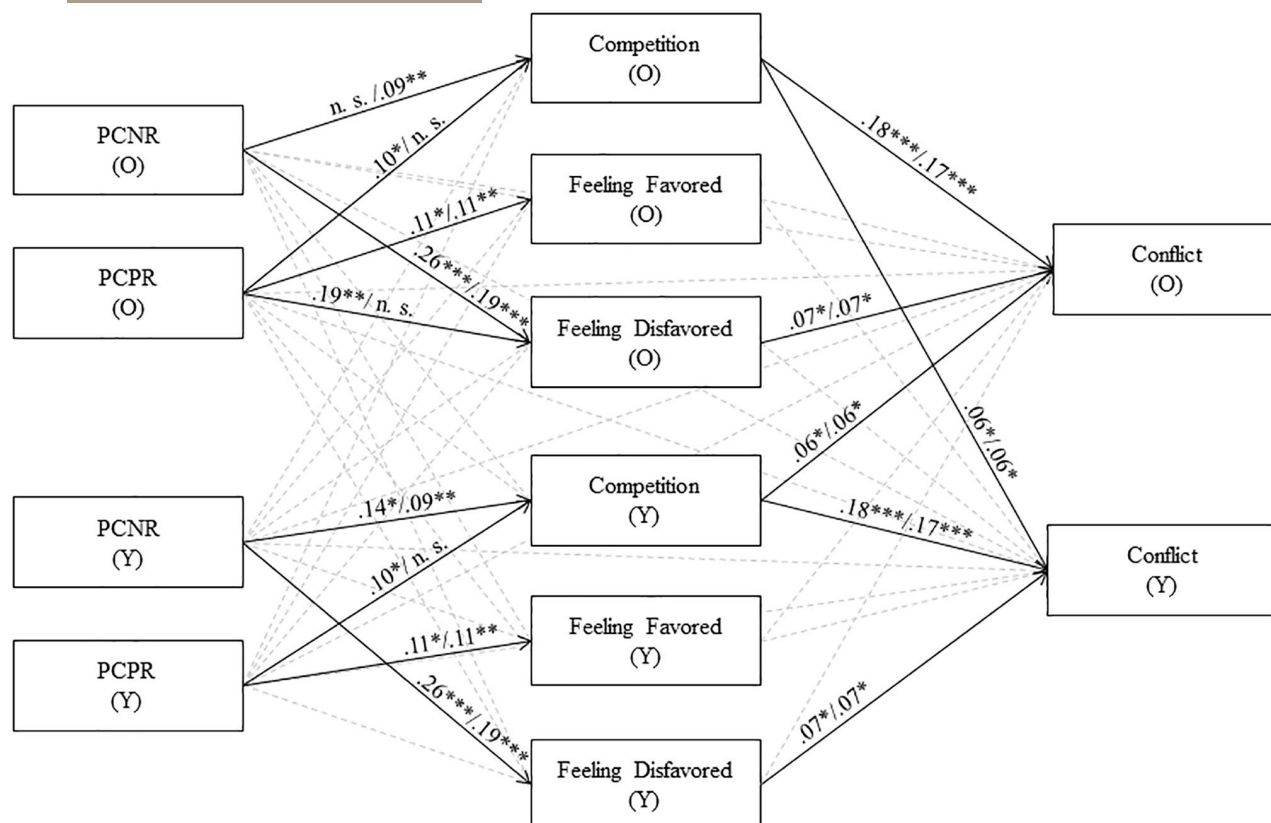 Competition
(O)
n. s./.09**
PCNR
(O)
.10*/ n. s.
Feeling Favored
(O)
.18***/.17***
.11*/.11**
PCPR
(O)
.26***/.19***
.19**/ n. s.
Feeling Disfavored
(O)
.07*/.07*
Conflict
(O)
.06*/.06*
.06*/.06*
PCNR
(Y)
.14*/.09**
Competition
(Y)
.18***/.17***
.10*/ n. s.
Conflict
(Y)
PCPR
(Y)
.11*/.11**
Feeling Favored
(Y)
.26***/.19***
.07*/.07*
Feeling Disfavored
(Y)